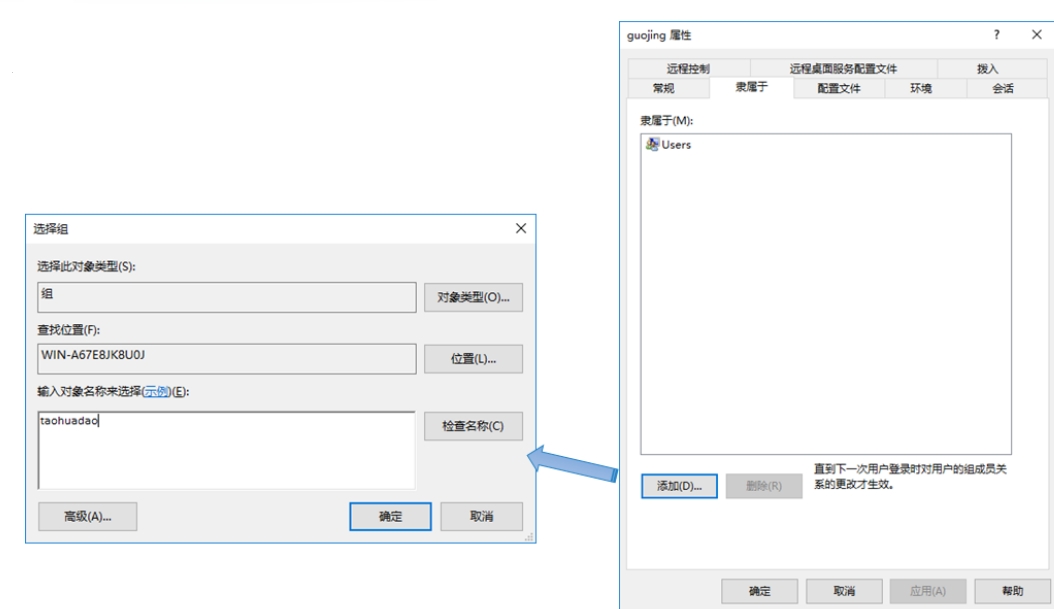 guojing 属性
?
远程控制 远程桌面服务配置文件 拨入
常规 隶属于 配置文件 环境 会话
隶属于(M):
Users
添加(D)... 删除(R) 直到下一次用户登录时对用户的组成员关
系的更改才生效。
确定 取消 应用(A) 帮助
选择组
选择此对象类型(S):
组
对象类型(O)...
查找位置(F):
WIN-A67E8JK8U0J
位置(L)...
输入对象名称来选择(示例)(E):
taohuadao
检查名称(C)
高级(A)... 确定 取消